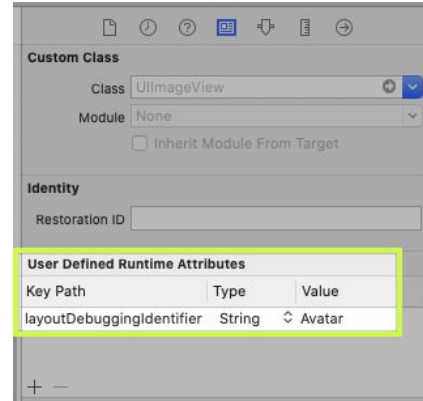 Custom Class
Class UIImageView
Module None
Inherit Module From Target
Identity
Restoration ID
User Defined Runtime Attributes
Key Path Type Value
layoutDebuggingIdentifier String Avatar